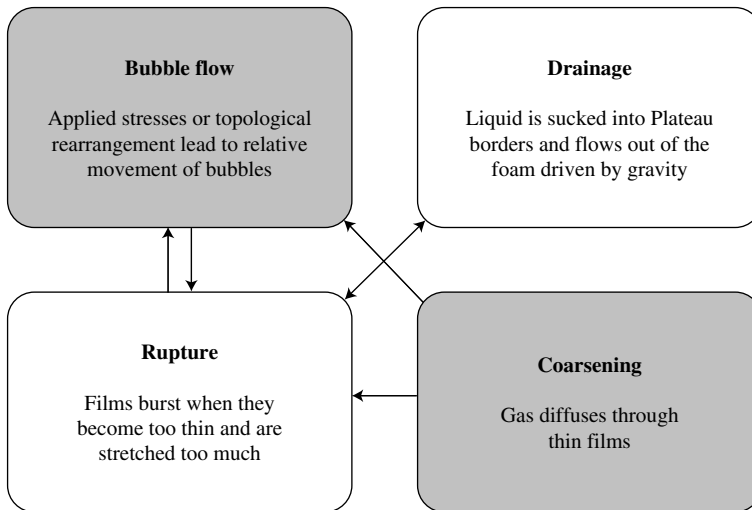 Bubble flow
Applied stresses or topological
rearrangement lead to relative
movement of bubbles
Drainage
Liquid is sucked into Plateau
borders and flows out of the
foam driven by gravity
Rupture
Films burst when they
become too thin and are
stretched too much
Coarsening
Gas diffuses through
thin films